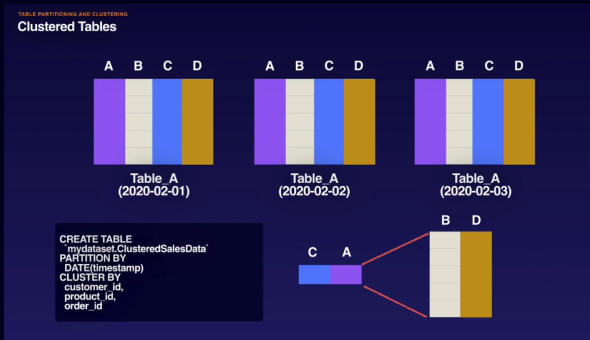 TABLE PARTITIONING AND CLUSTERING
Clustered Tables
A B C D
A B C D
A B C D
Table_A
(2020-02-01)
Table_A
(2020-02-02)
Table_A
(2020-02-03)
CREATE TABLE
`mydataset.ClusteredSalesData`
PARTITION BY
DATE(timestamp)
CLUSTER BY
customer_id,
product_id,
order_id
C A
B D